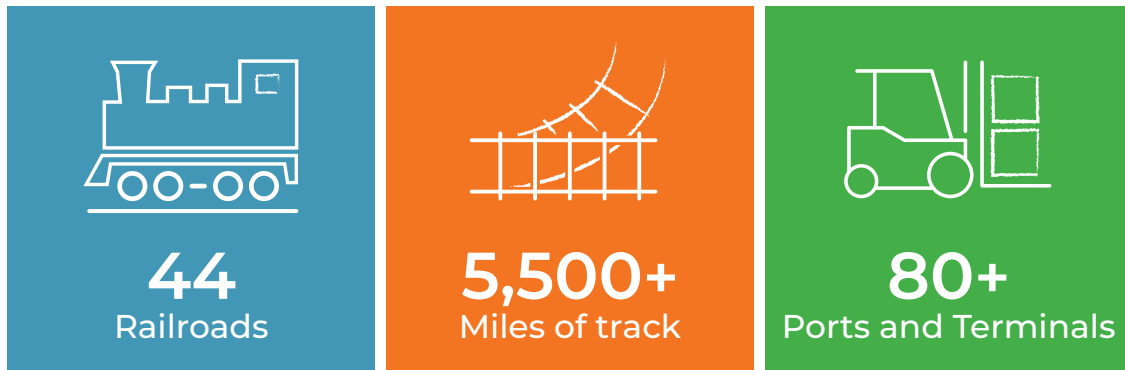 44
Railroads
5,500+
Miles of track
80+
Ports and Terminals